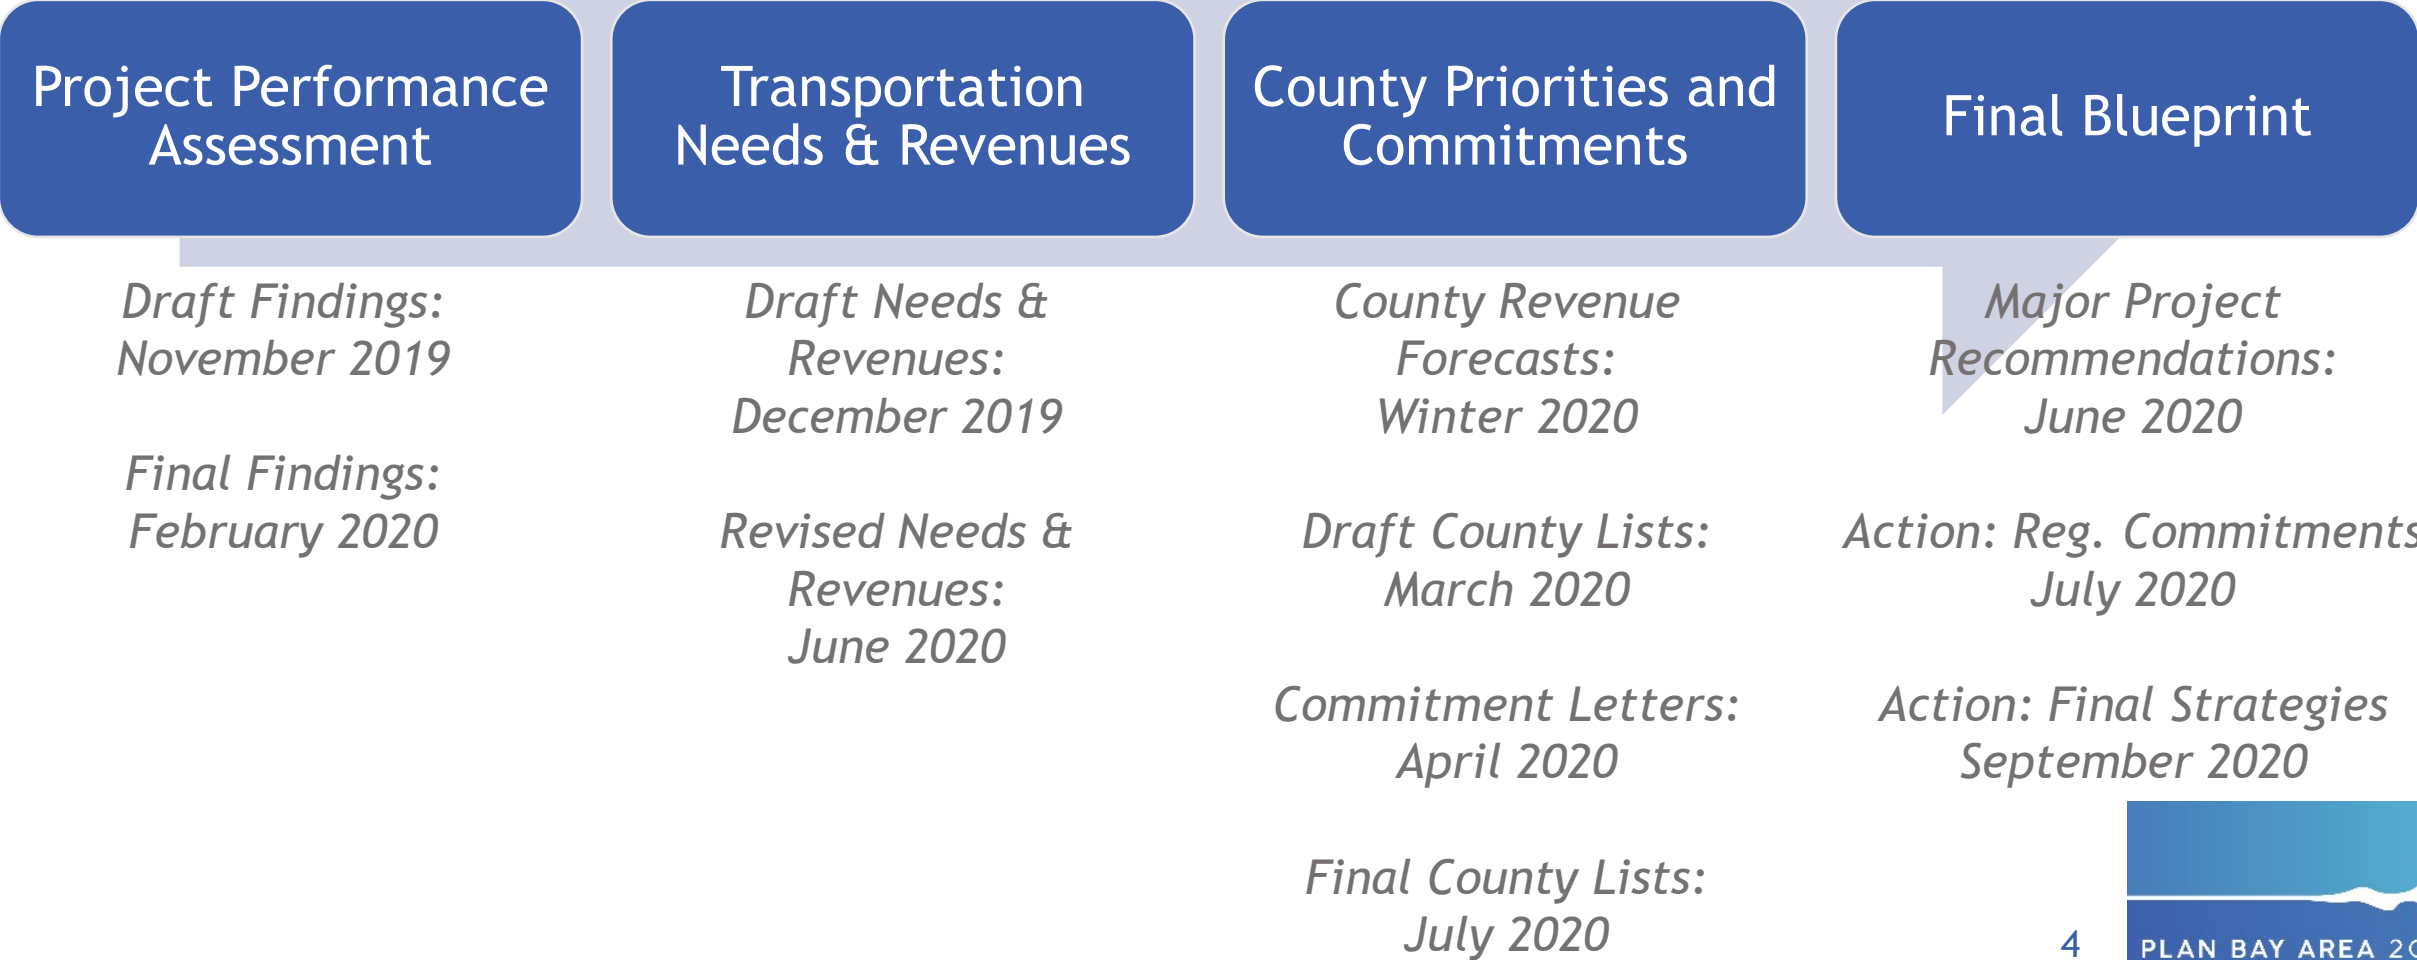 Project Performance
Assessment
Transportation
Needs & Revenues
County Priorities and
Commitments
Final Blueprint
Draft Findings:
November 2019
Final Findings:
February 2020
Draft Needs &
Revenues:
December 2019
Revised Needs &
Revenues:
June 2020
County Revenue
Forecasts:
Winter 2020
Draft County Lists:
March 2020
Commitment Letters:
April 2020
Final County Lists:
July 2020
Major Project
Recommendations:
June 2020
Action: Reg. Commitments
July 2020
Action: Final Strategies
September 2020
4
PLAN BAY AREA